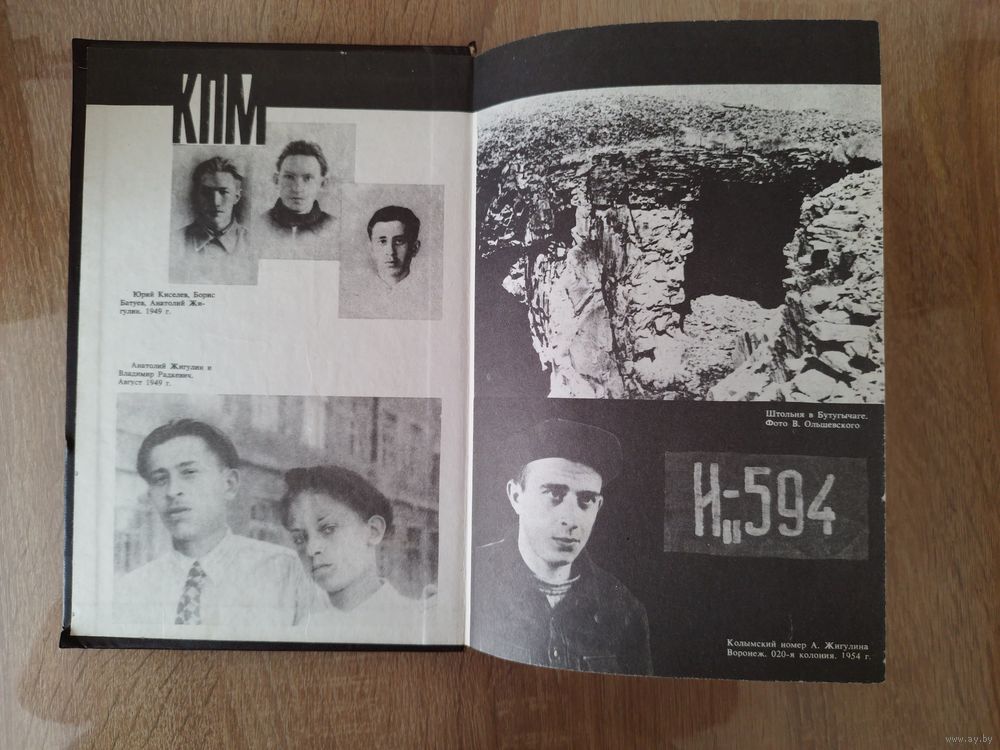 КПМ
Юрий Киселев, Борис
Батуев, Анатолий Жи-
гулин. 1949 г.
Анатолий Жигулин и
Владимир Радкевич.
Август 1949 г.
Штольня в Бутугычаге.
Фото В. Ольшевского
И-594
Колымский номер А. Жигулина
Воронеж. 020-я колония. 1954 г.
www.ay.by